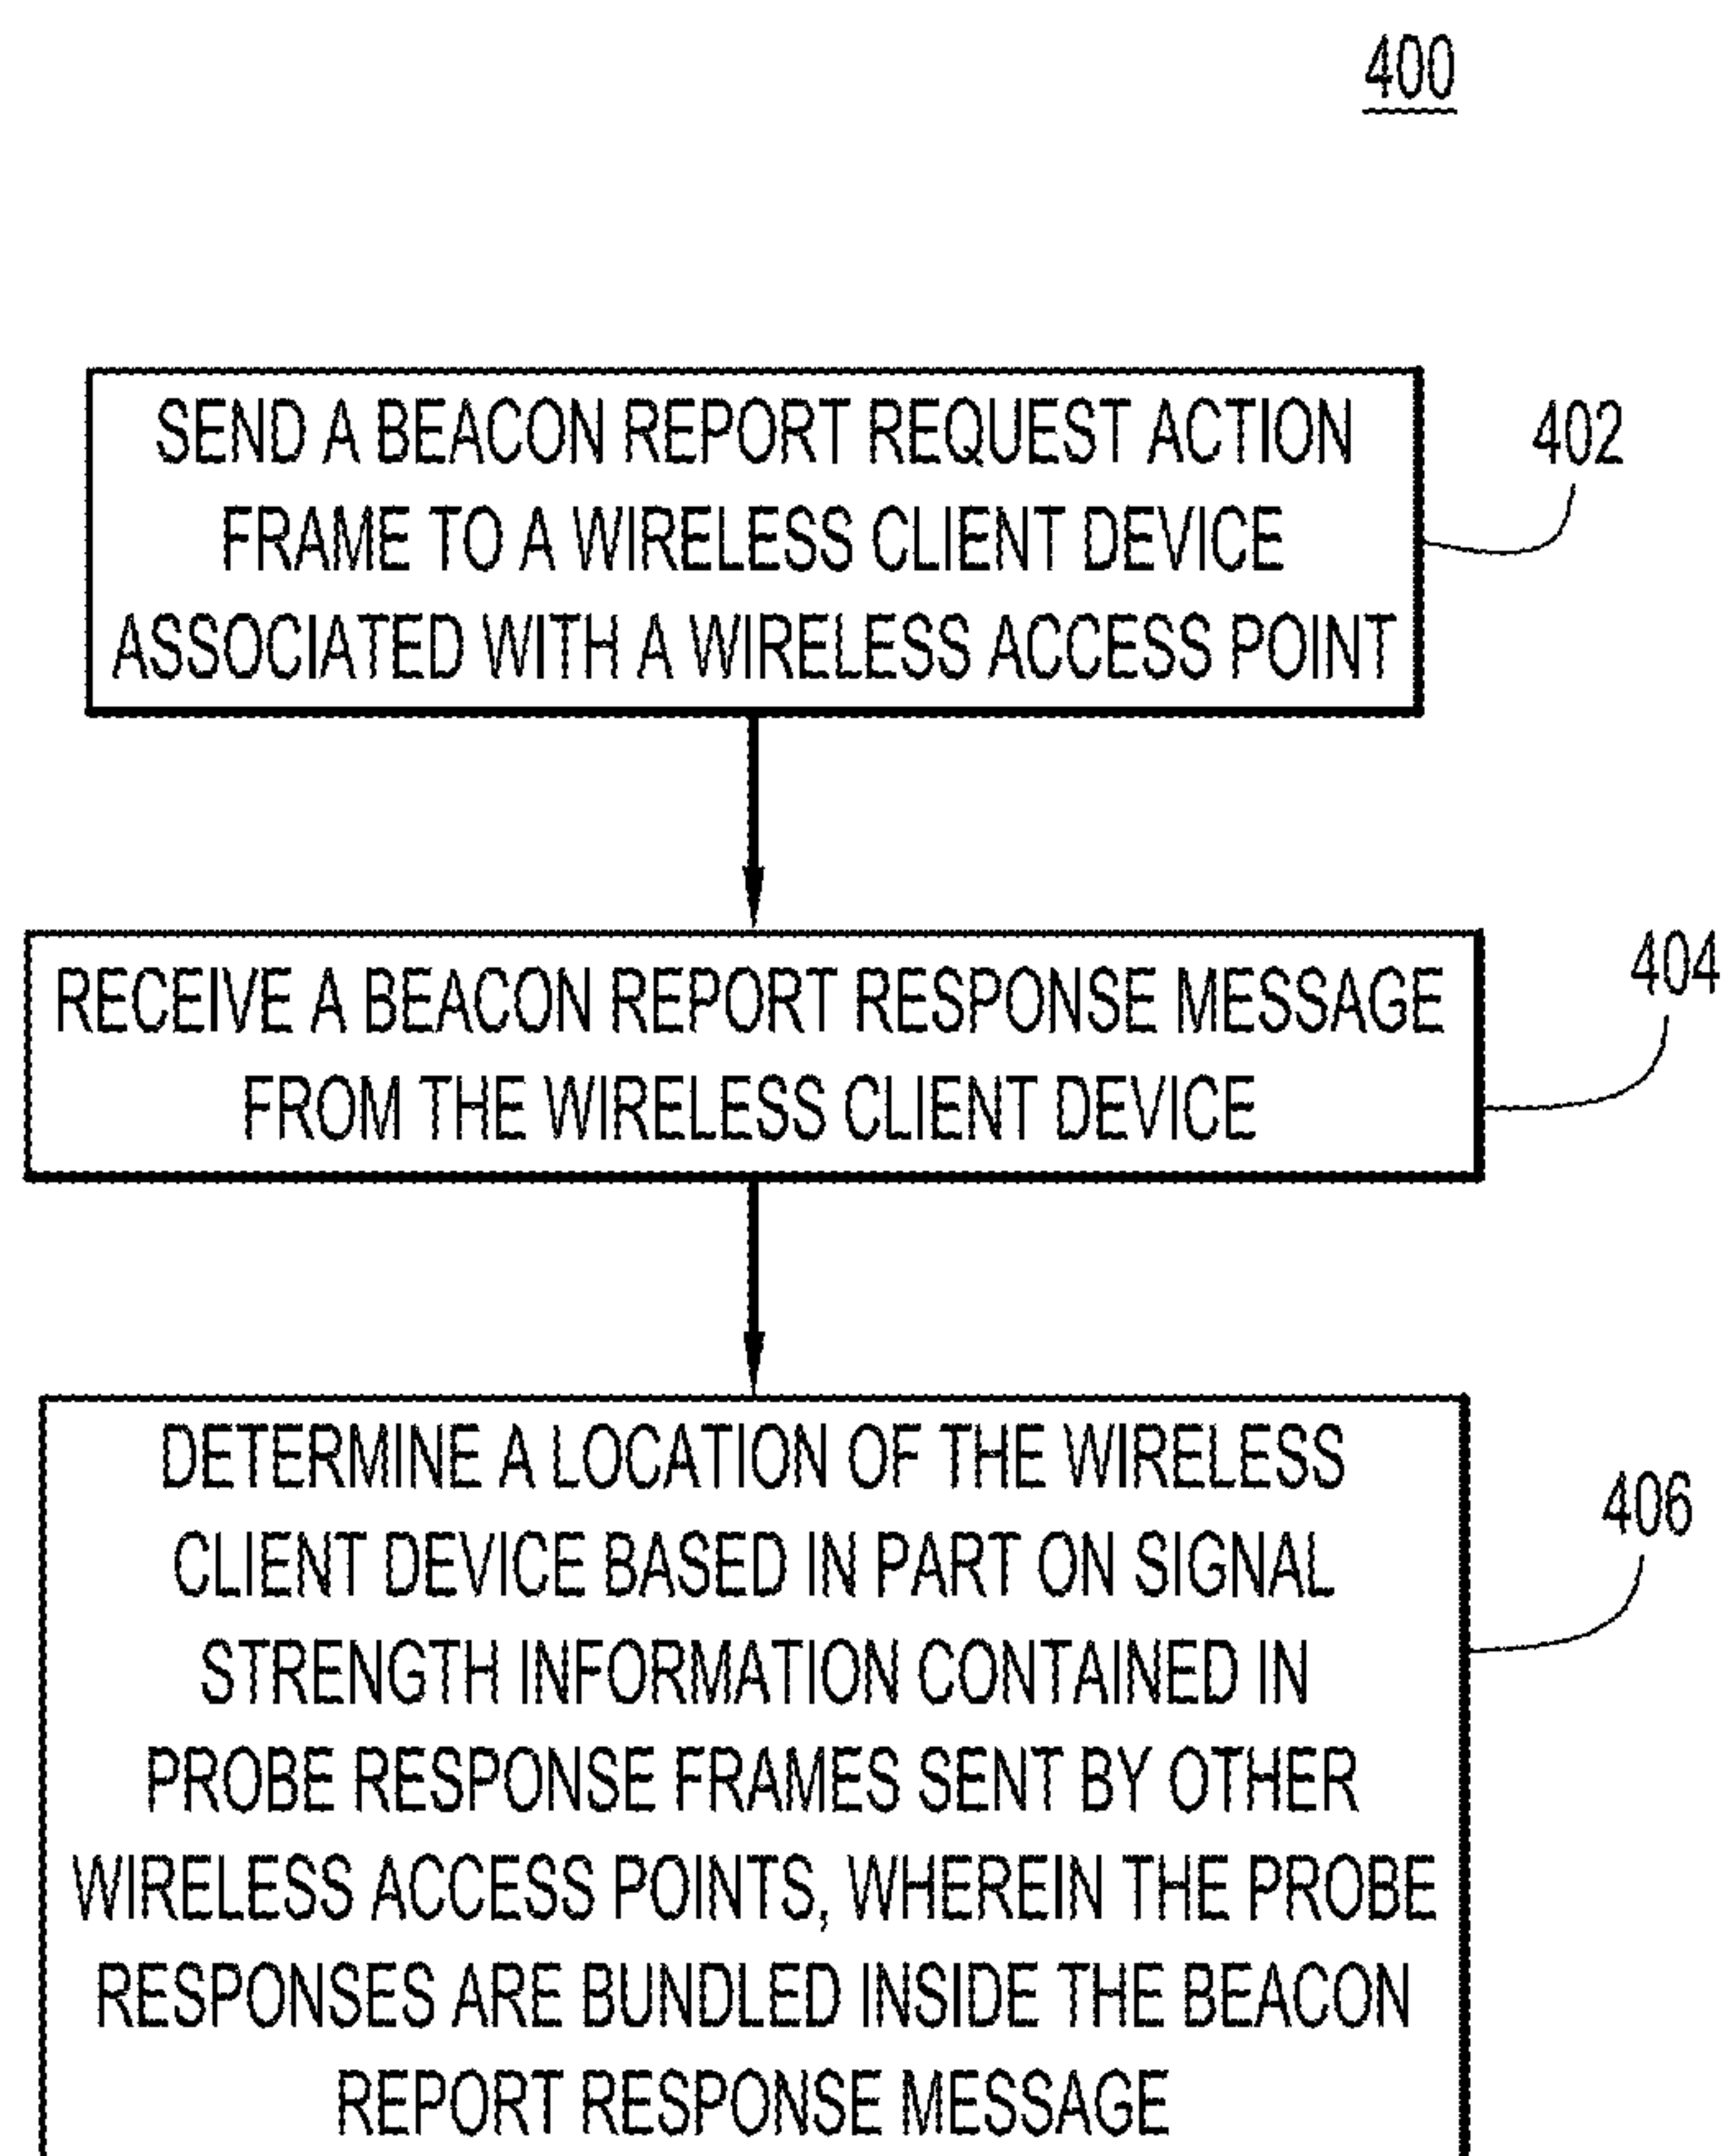 400
SEND A BEACON REPORT REQUEST ACTION
FRAME TO A WIRELESS CLIENT DEVICE
ASSOCIATED WITH A WIRELESS ACCESS POINT
402
RECEIVE A BEACON REPORT RESPONSE MESSAGE
FROM THE WIRELESS CLIENT DEVICE
404
DETERMINE A LOCATION OF THE WIRELESS
CLIENT DEVICE BASED IN PART ON SIGNAL
STRENGTH INFORMATION CONTAINED IN
PROBE RESPONSE FRAMES SENT BY OTHER
WIRELESS ACCESS POINTS, WHEREIN THE PROBE
RESPONSES ARE BUNDLED INSIDE THE BEACON
REPORT RESPONSE MESSAGE
406